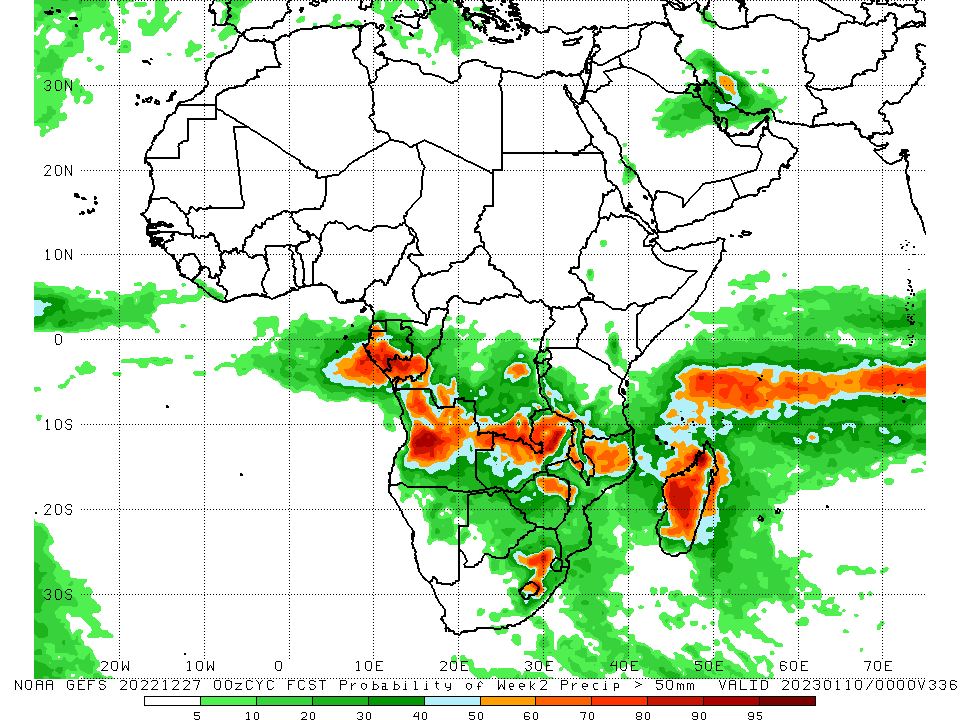 30N
20N
10N
0
10S
20S
30S
20W 10W 0 10E 20E 30E 40E 50E 60E 70E
NOAA GEFS 20221227 00zCYC FCST Probability of Week2 Precip > 50mm VALID 20230110/0000V336
5 10 20 30 40 50 60 70 80 90 95